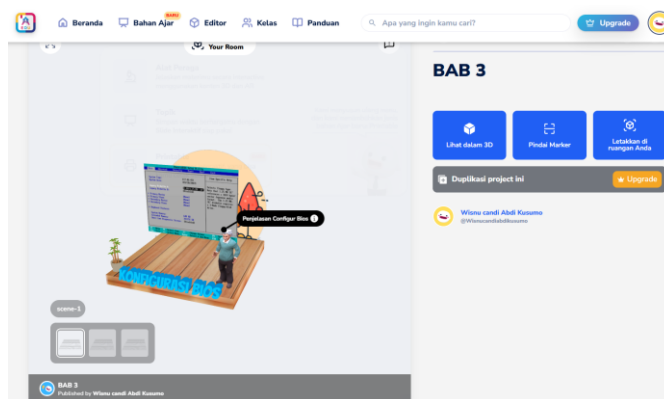 Beranda
Bahan Ajar
BARU
Editor
Kelas
Panduan
Apa yang ingin kamu cari?
Upgrade
Your Room
BAB 3
Lihat dalam 3D
Pindai Marker
Letakkan di
ruangan Anda
Duplikasi project ini
Upgrade
Wisnu candi Abdi Kusumo
@Wisnucandiabdikusumo
Penjelasan Configur Bios
KONFIGURASI BIOS
scene-1
BAB 3
Published by Wisnu candi Abdi Kusumo